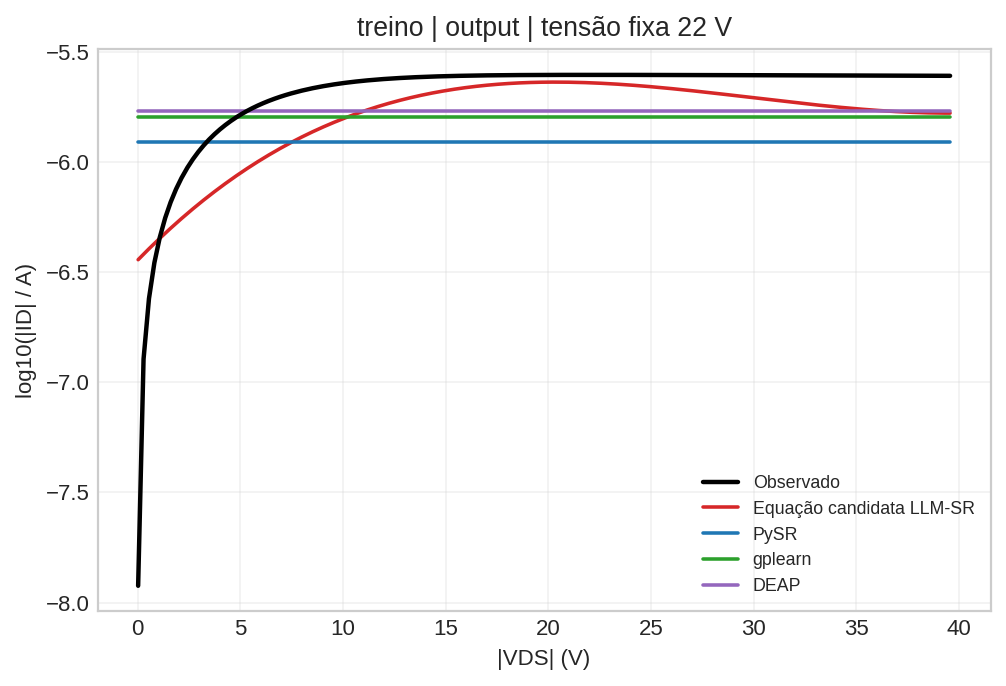 treino | output | tensão fixa 22 V
log10(|ID| / A)
−5.5
−6.0
−6.5
−7.0
−7.5
−8.0
Observado
Equação candidata LLM-SR
PySR
gplearn
DEAP
0 5 10 15 20 25 30 35 40
|VDS| (V)